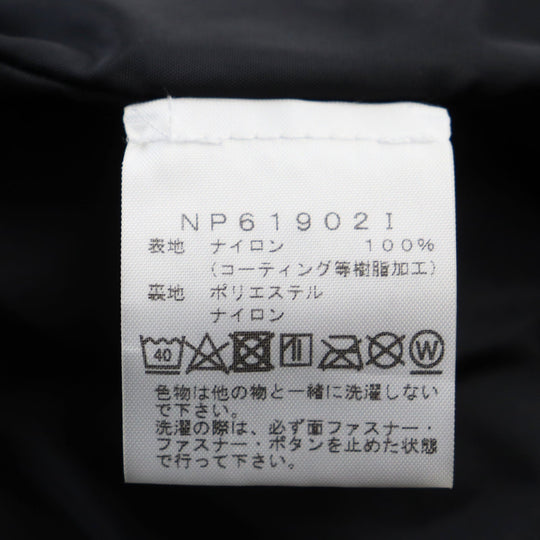 NP61902I
表地 ナイロン 100%
(コーティング等樹脂加工)
裏地 ポリエステル
ナイロン
40 W
色物は他の物と一緒に洗濯しない
で下さい。
洗濯の際は、必ず面ファスナー・
ファスナー・ボタンを止めた状態
で行って下さい。